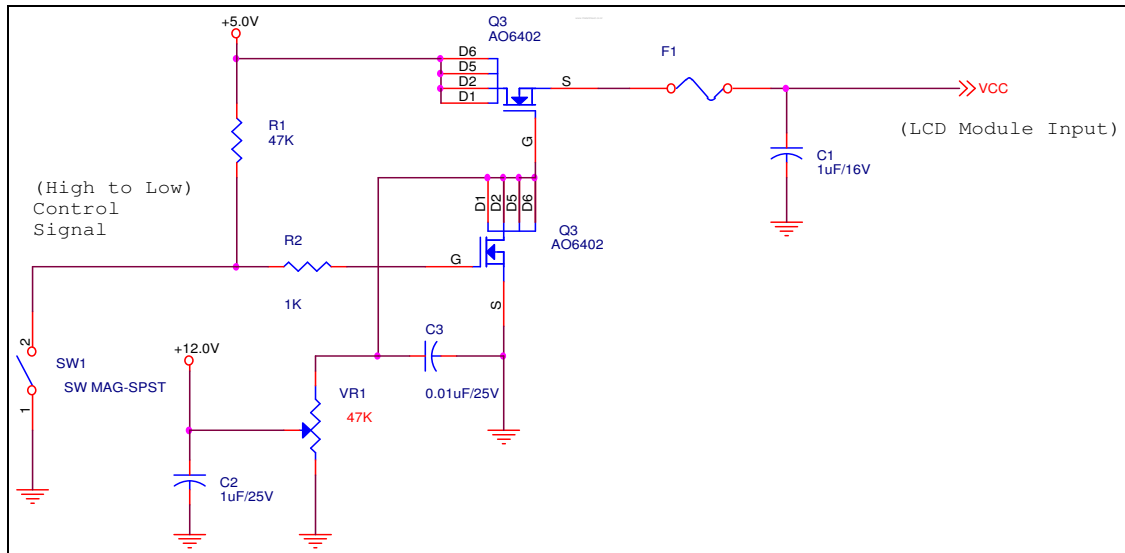 +5.0V
Q3
AO6402
D6
D5
D2
D1
S
G
F1
VCC
(LCD Module Input)
R1
47K
C1
1uF/16V
(High to Low)
Control
Signal
D1
D2
D5
D6
Q3
AO6402
R2
1K
G
S
+12.0V
C3
0.01uF/25V
2
SW1
SW MAG-SPST
1
VR1
47K
C2
1uF/25V